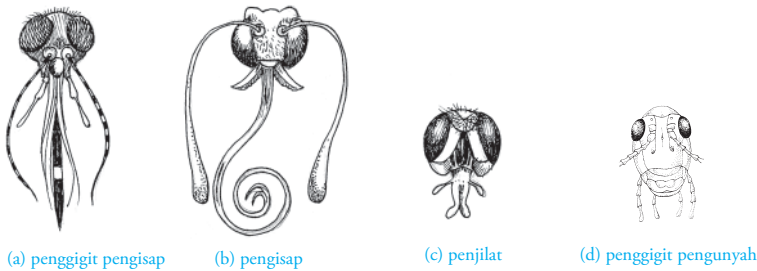 (a) penggigit pengisap
(b) pengisap
(c) penjilat
(d) penggigit pengunyah